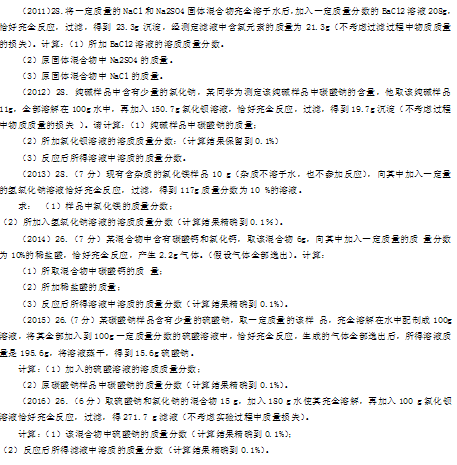 (2011)28.将一定质量的NaCl和Na2SO4固体混合物完全溶于水后,加入一定质量分数的BaCl2溶液208g,
恰好完全反应，过滤，得到 23.3g 沉淀，经测定滤液中含氯元素的质量为 21.3g（不考虑过滤过程中物质质量
的损失)。计算：（1）所加BaCl2溶液的溶质质量分数。
（2）原固体混合物中Na2SO4的质量。
（3）原固体混合物中NaCl的质量。
（2012）28. 纯碱样品中含有少量的氯化钠，某同学为测定该纯碱样品中碳酸钠的含量，他取该纯碱样品
11g，全部溶解在100g水中，再加入150.7g氯化钡溶液，恰好完全反应，过滤，得到19.7g沉淀（不考虑过程
中物质质量的损失 ）。请计算：（1）纯碱样品中碳酸钠的质量；
（2）所加氯化钡溶液的溶质质量分数：（计算结果保留到0.1%）
（3）反应后所得溶液中溶质的质量分数。
（2013）28.（7分）现有含杂质的氯化镁样品10 g（杂质不溶于水，也不参加反应），向其中加入一定量
的氢氧化钠溶液恰好完全反应，过滤，得到117g质量分数为10 %的溶液。
求： （1）样品中氯化镁的质量分数；
（2）所加入氢氧化钠溶液的溶质质量分数（计算结果精确到0.1%）。
（2014）26.（7 分）某混合物中含有碳酸钙和氯化钙，取该混合物 6g，向其中加入一定质量的质 量分数
为10%的稀盐酸，恰好完全反应，产生2.2g气体。（假设气体全部逸出）。计算：
（1）所取混合物中碳酸钙的质 量；
（2）所加稀盐酸的质量；
（3）反应后所得溶液中溶质的质量分数（计算结果精确到0.1%）。
（2015）26.（7分）某碳酸钠样品含有少量的硫酸钠，取一定质量的该样 品，完全溶解在水中配制成100g
溶液，将其全部加入到100g一定质量分数的硫酸溶液中，恰好完全反应，生成的气体全部逸出后，所得溶液质
量是195.6g，将溶液蒸干，得到15.6g硫酸钠。
计算：（1）加入的硫酸溶液的溶质质量分数；
（2）原碳酸钠样品中碳酸钠的质量分数（计算结果精确到0.1%）。
（2016）26.（6分）取硫酸钠和氯化钠的混合物 15 g，加入180 g 水使其完全溶解，再加入 100 g氯化钡
溶液恰好完全反应，过滤，得271.7 g滤液（不考虑实验过程中质量损失）。
计算：（1）该混合物中硫酸钠的质量分数（计算结果精确到0.1%）；
（2）反应后所得滤液中溶质的质量分数（计算结果精确到0.1%）。